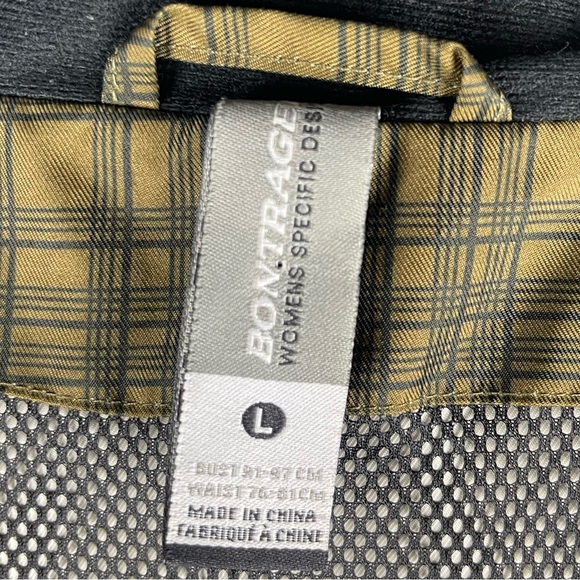 BONTRAGE
WOMENS SPECIFIC DESI
L
BUST 91-97 CM
WAIST 76-81CM
MADE IN CHINA
FABRIQUÉ À CHINE